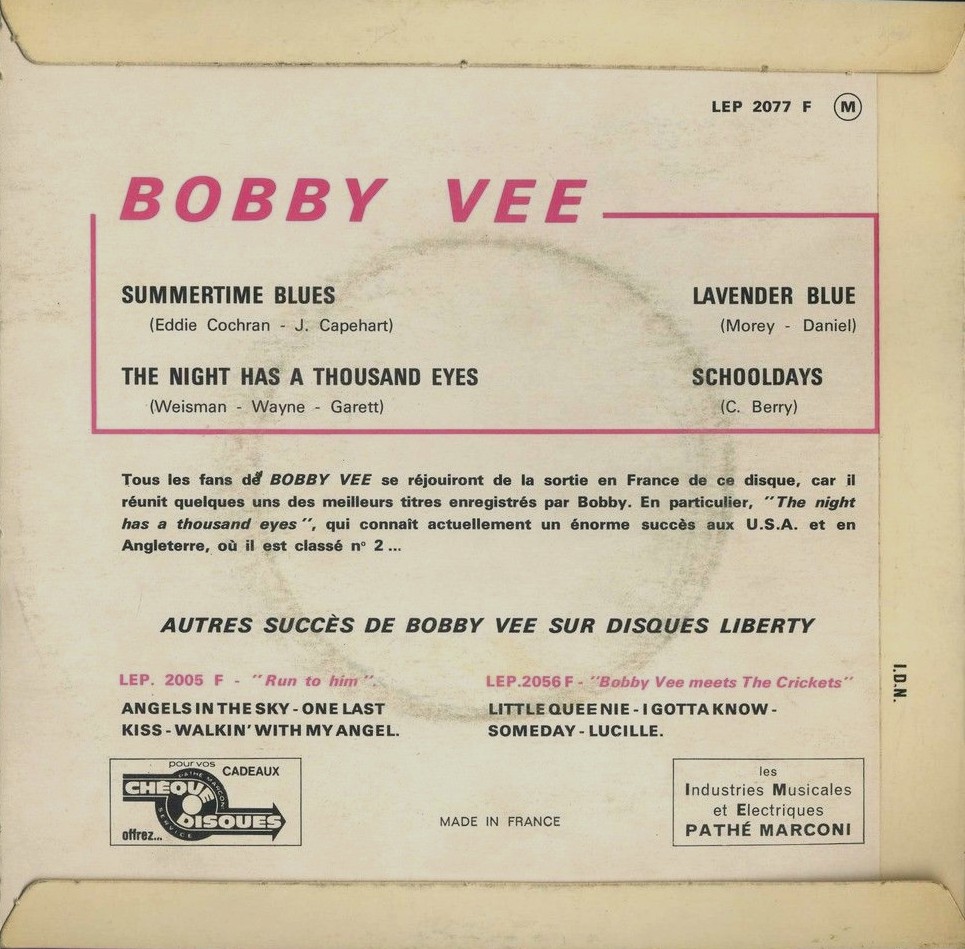 LEP 2077 F M
BOBBY VEE
SUMMERTIME BLUES
(Eddie Cochran - J. Capehart)
THE NIGHT HAS A THOUSAND EYES
(Weisman - Wayne - Garett)
LAVENDER BLUE
(Morey - Daniel)
SCHOOLDAYS
(C. Berry)
Tous les fans de BOBBY VEE se réjouiront de la sortie en France de ce disque, car il
réunit quelques uns des meilleurs titres enregistrés par Bobby. En particulier, "The night
has a thousand eyes", qui connaît actuellement un énorme succès aux U.S.A. et en
Angleterre, où il est classé n° 2...
AUTRES SUCCÈS DE BOBBY VEE SUR DISQUES LIBERTY
LEP. 2005 F - "Run to him".
ANGELS IN THE SKY - ONE LAST
KISS - WALKIN' WITH MY ANGEL.
LEP. 2056 F - "Bobby Vee meets The Crickets"
LITTLE QUEENIE - I GOTTA KNOW -
SOMEDAY - LUCILLE.
I.D.N.
pour vos
CADEAUX
PATHE MARCONI
CHEQUE
DISQUES
SERVICE
offrez...
MADE IN FRANCE
les
Industries Musicales
et Electriques
PATHÉ MARCONI